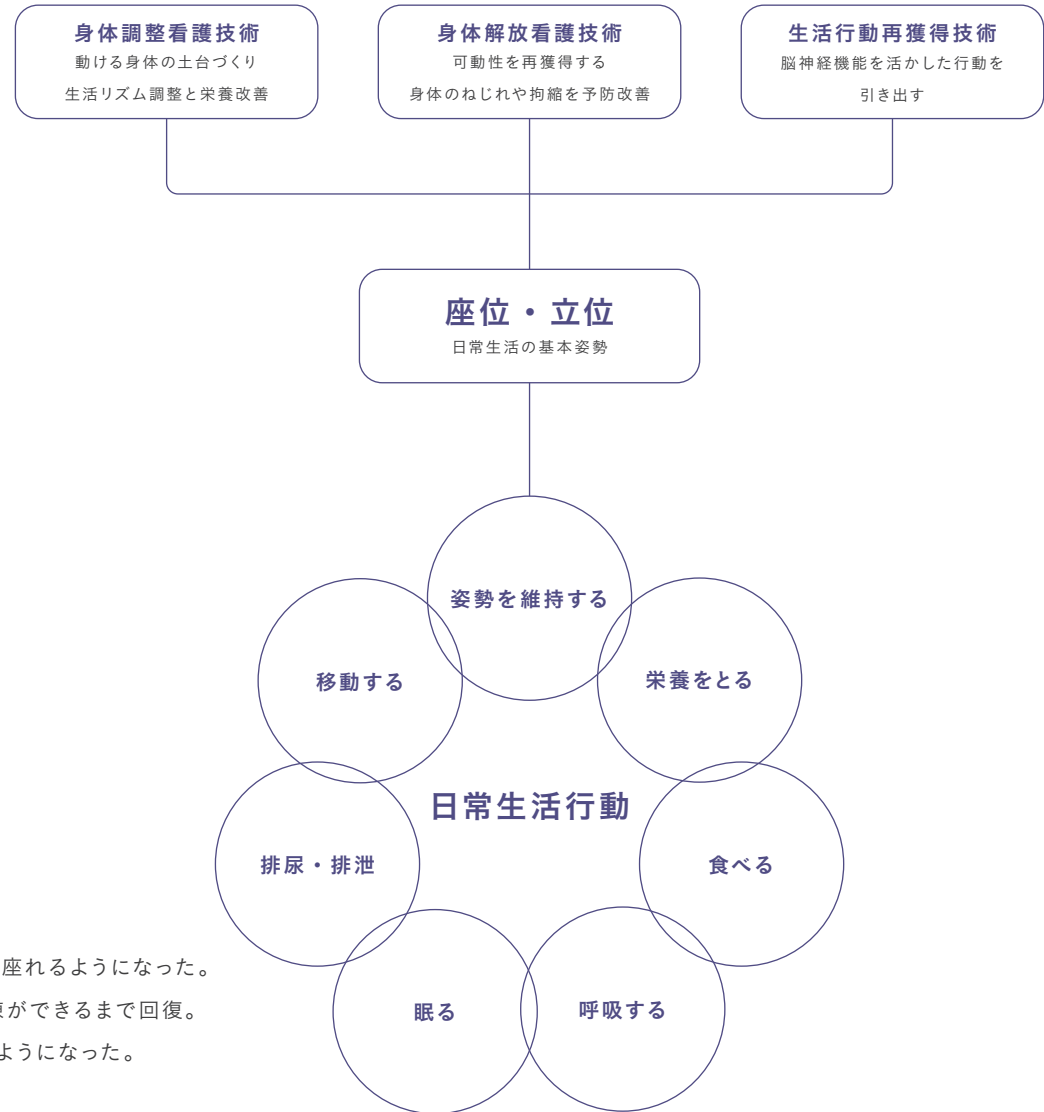 身体調整看護技術
動ける身体の土台づくり
生活リズム調整と栄養改善
身体解放看護技術
可動性を再獲得する
身体のねじれや拘縮を予防改善
生活行動再獲得技術
脳神経機能を活かした行動を
引き出す
座位・立位
日常生活の基本姿勢
姿勢を維持する
移動する
栄養をとる
日常生活行動
排尿・排泄
食べる
眠る
呼吸する
座れるようになった。
ができるまで回復。
ようになった。